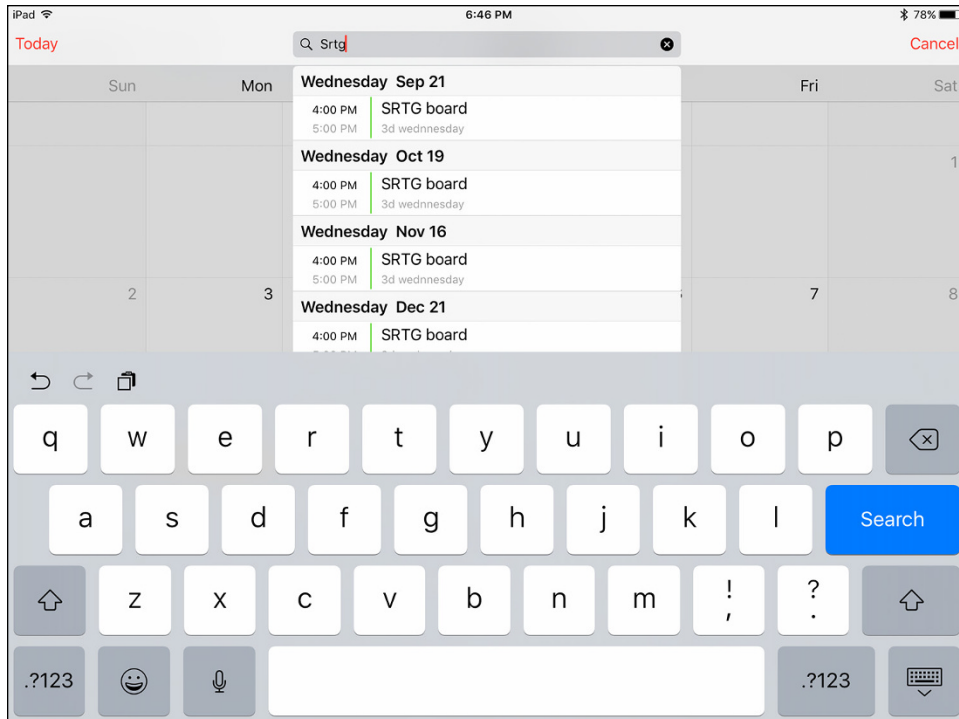 iPad 6:46 PM 78%
Today Srtg Cancel
Sun Mon Fri Sat
Wednesday Sep 21
4:00 PM SRTG board
5:00 PM 3d wednnesday
Wednesday Oct 19
4:00 PM SRTG board
5:00 PM 3d wednnesday
1
Wednesday Nov 16
4:00 PM SRTG board
5:00 PM 3d wednnesday
2 3 7 8
Wednesday Dec 21
4:00 PM SRTG board
q w e r t y u i o p
a s d f g h j k l Search
z x c v b n m ! , ? .
.?123 .?123